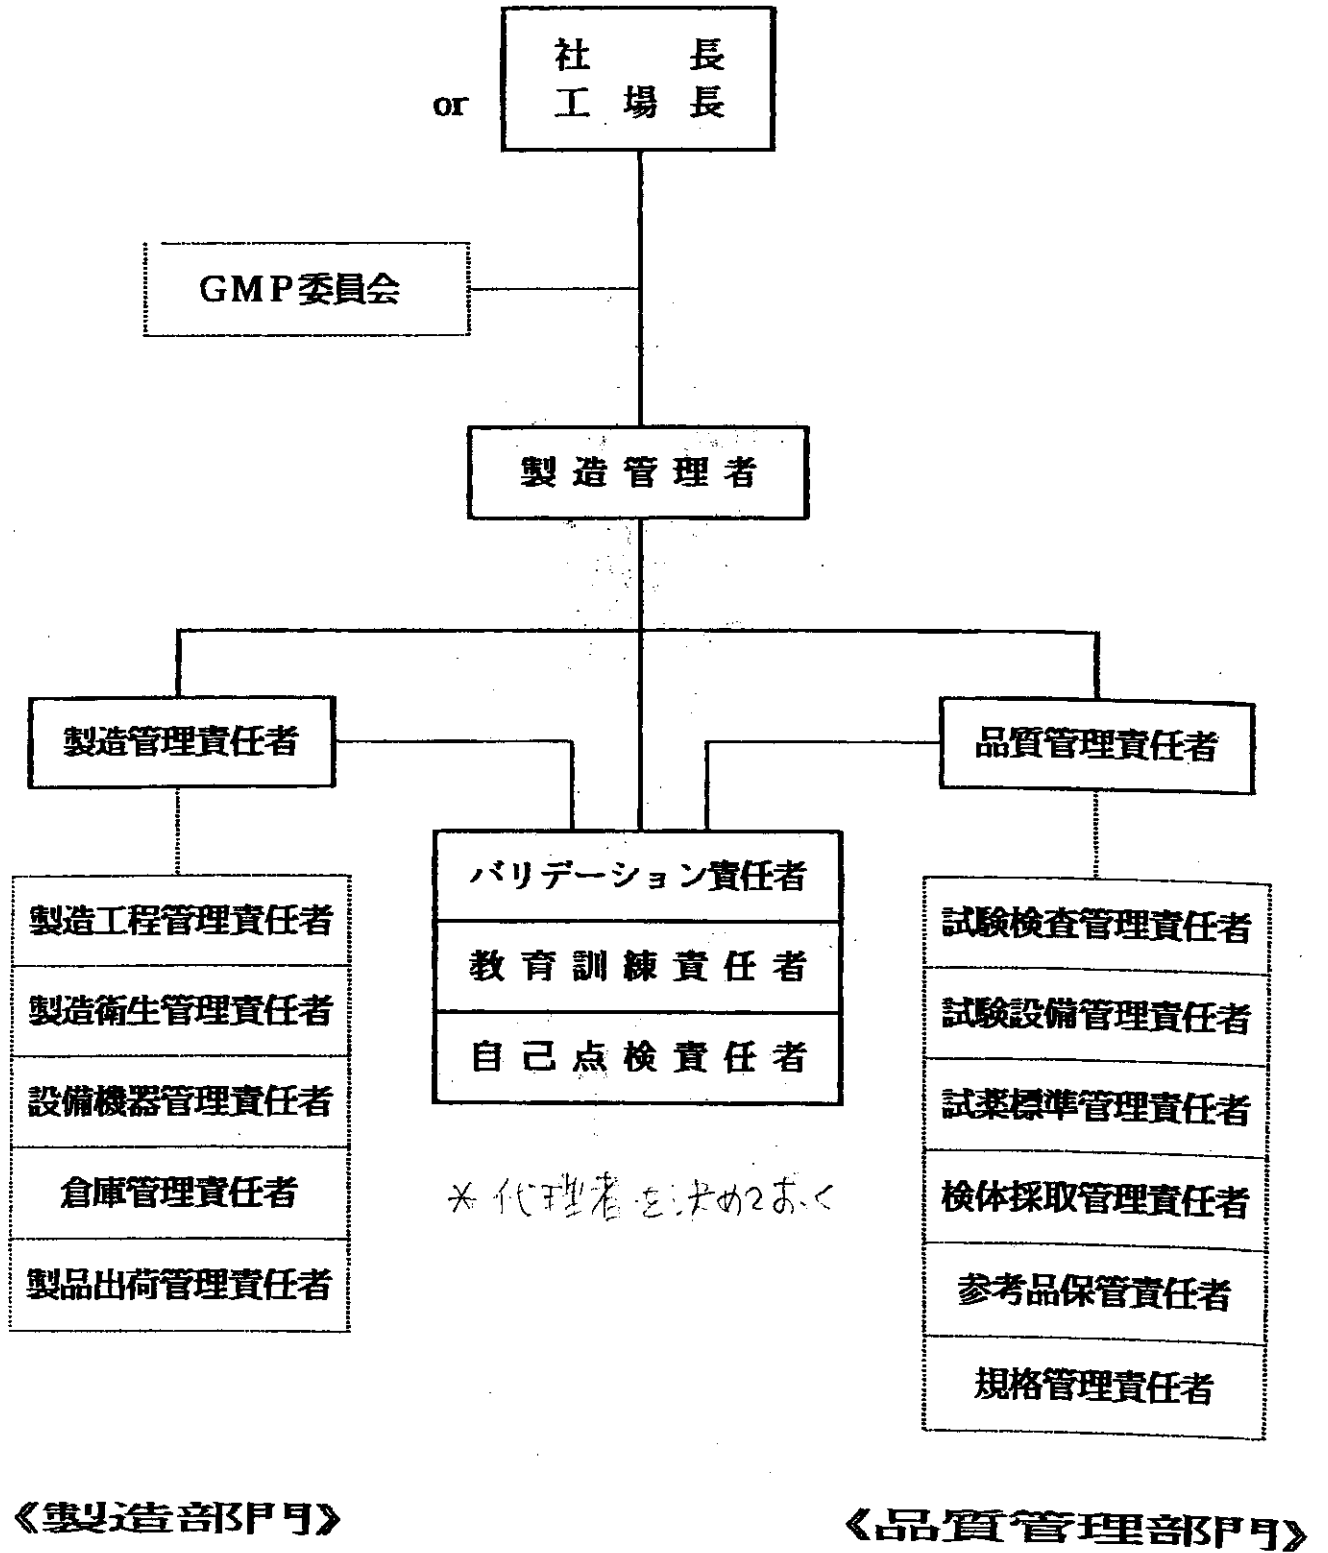 社 長
or 工 場 長
GMP委員会
製 造 管 理 者
製造管理責任者
品質管理責任者
バリデーション責任者
教 育 訓 練 責 任 者
自 己 点 検 責 任 者
製造工程管理責任者
製造衛生管理責任者
設備機器管理責任者
倉庫管理責任者
製品出荷管理責任者
試験検査管理責任者
試験設備管理責任者
試薬標準管理責任者
検体採取管理責任者
参考品保管責任者
規格管理責任者
* 代理者を決めておく
《製造部門》
《品質管理部門》